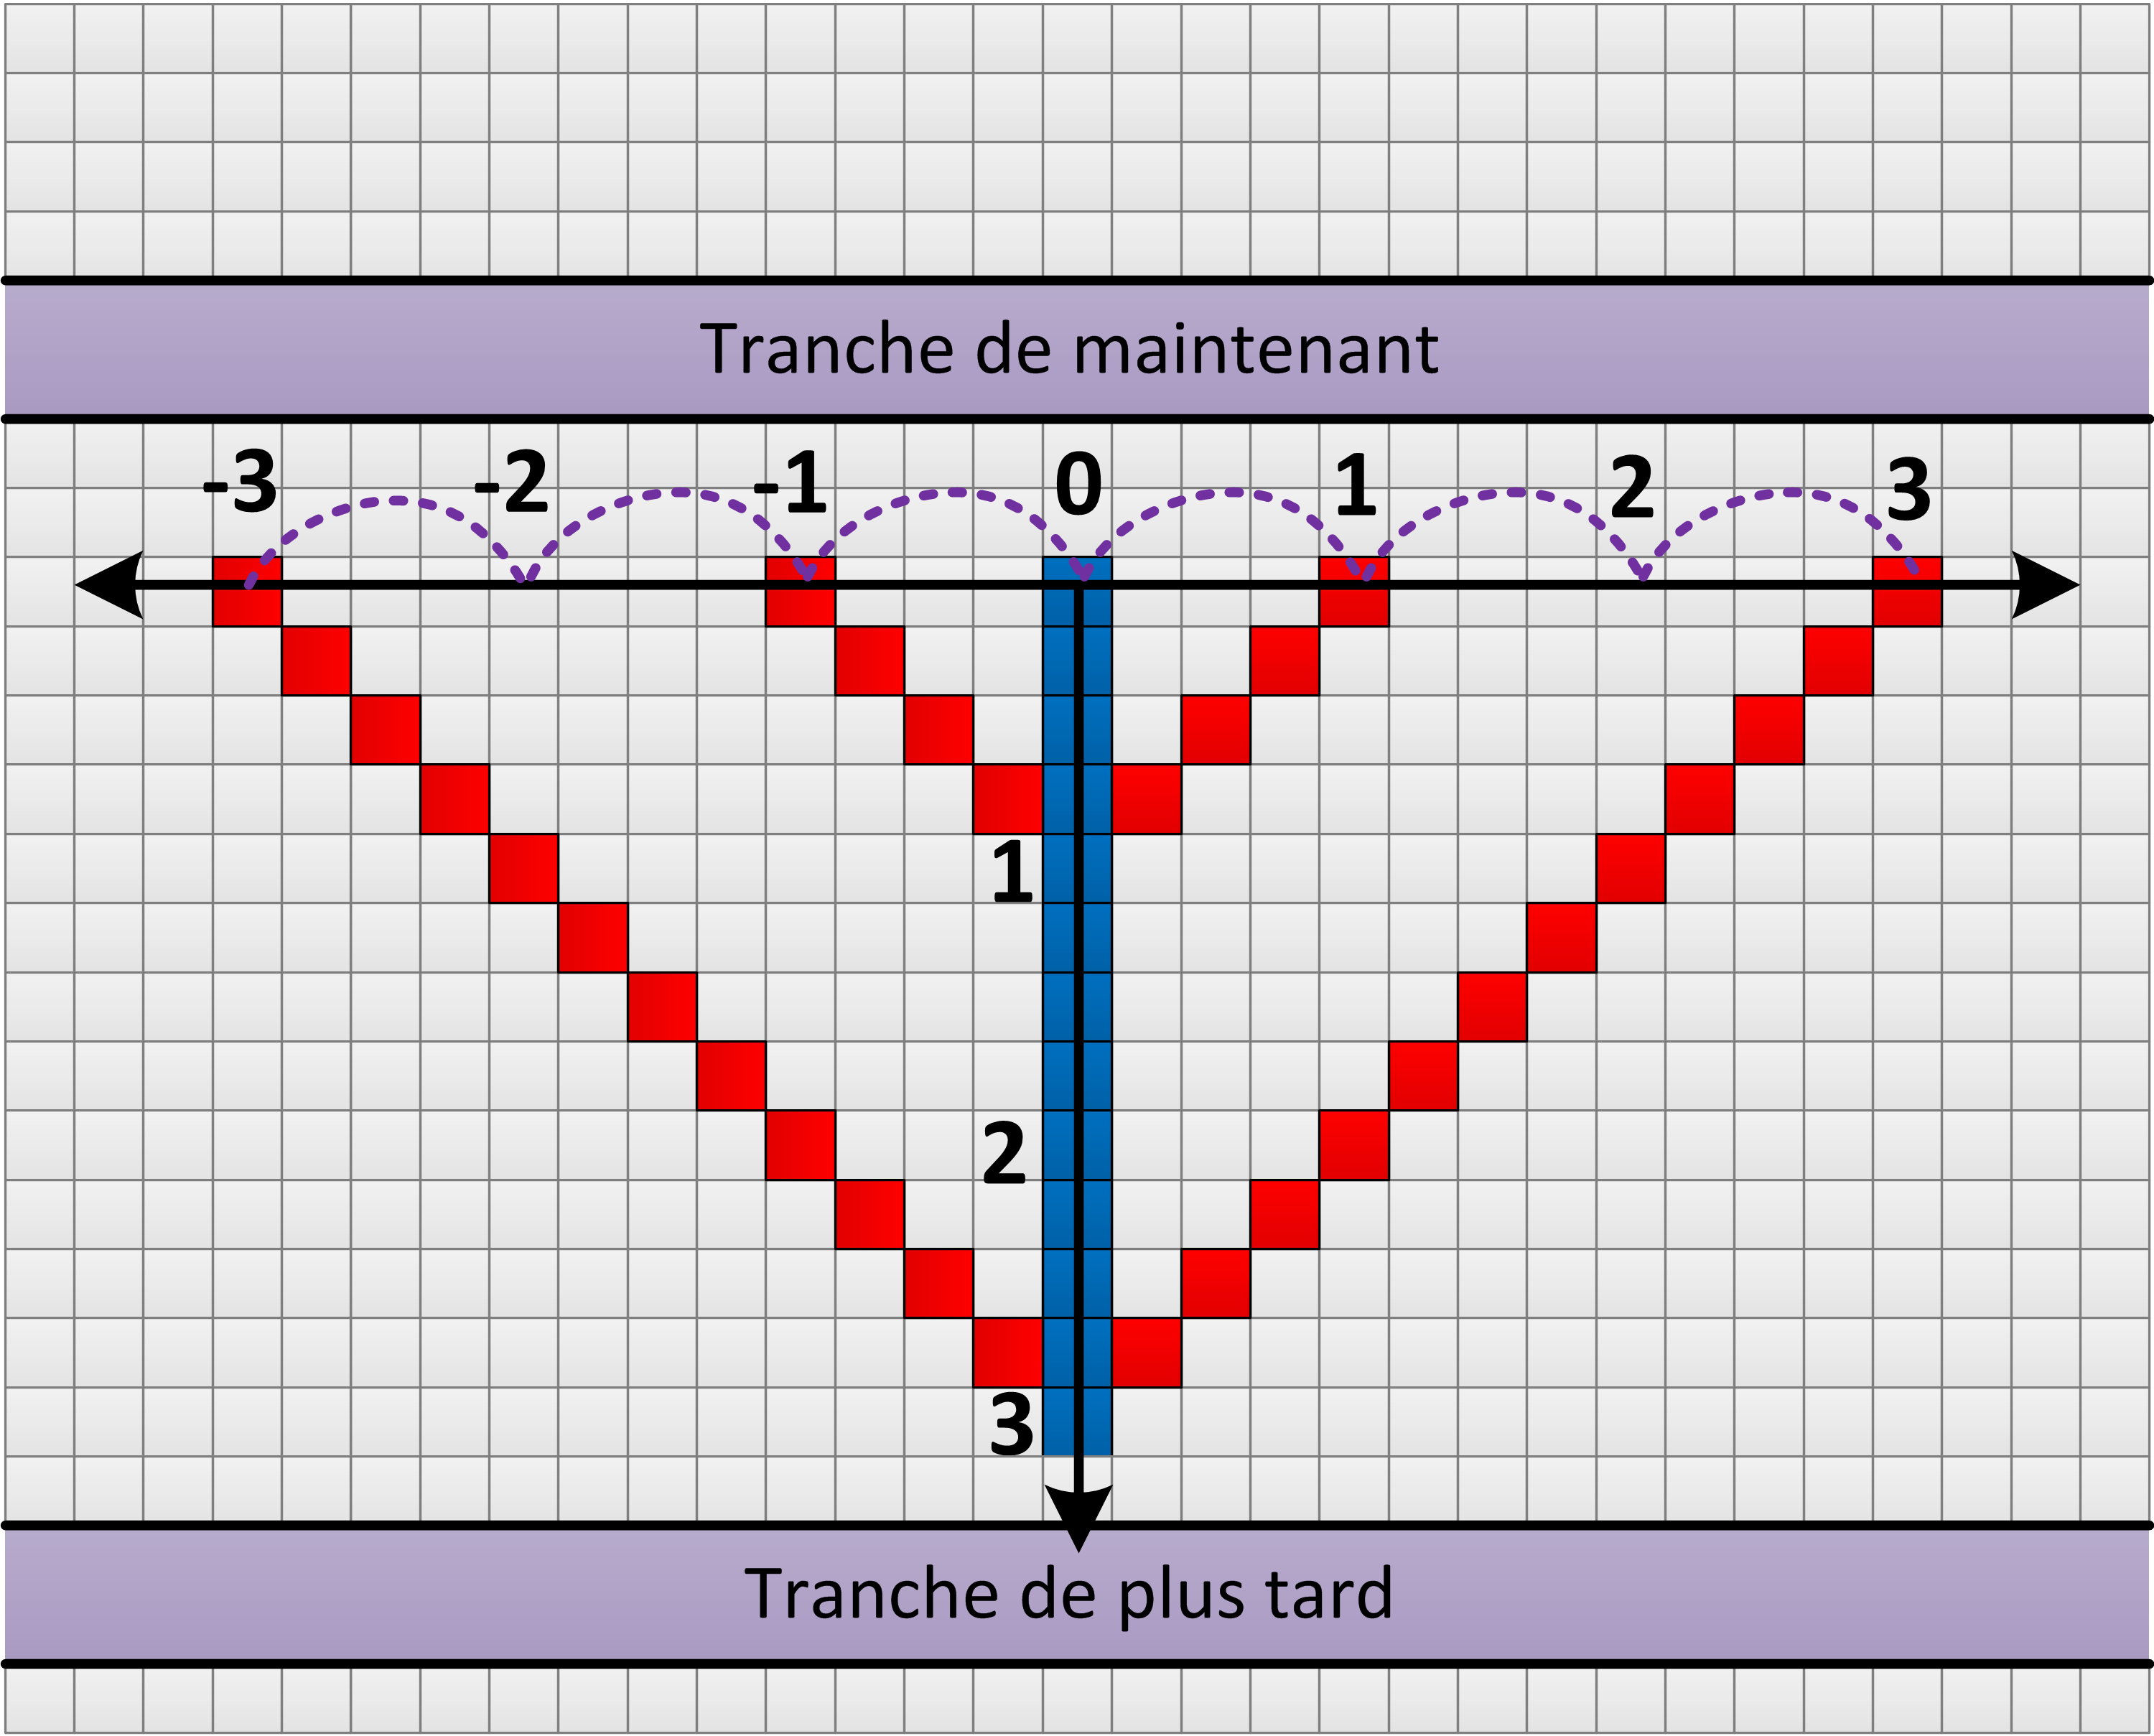 Tranche de maintenant
-3 -2 -1 0 1 2 3
1
2
3
Tranche de plus tard